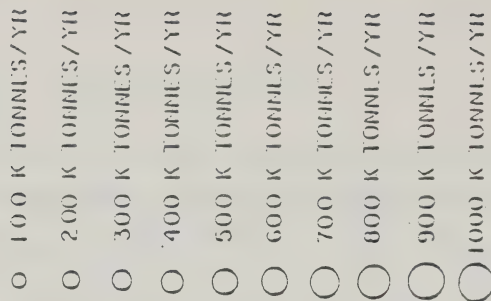 100 K TONNES/YR
200 K TONNES/YR
300 K TONNES/YR
400 K TONNES/YR
500 K TONNES/YR
600 K TONNES/YR
700 K TONNES/YR
800 K TONNES/YR
900 K TONNES/YR
1000 K TONNES/YR